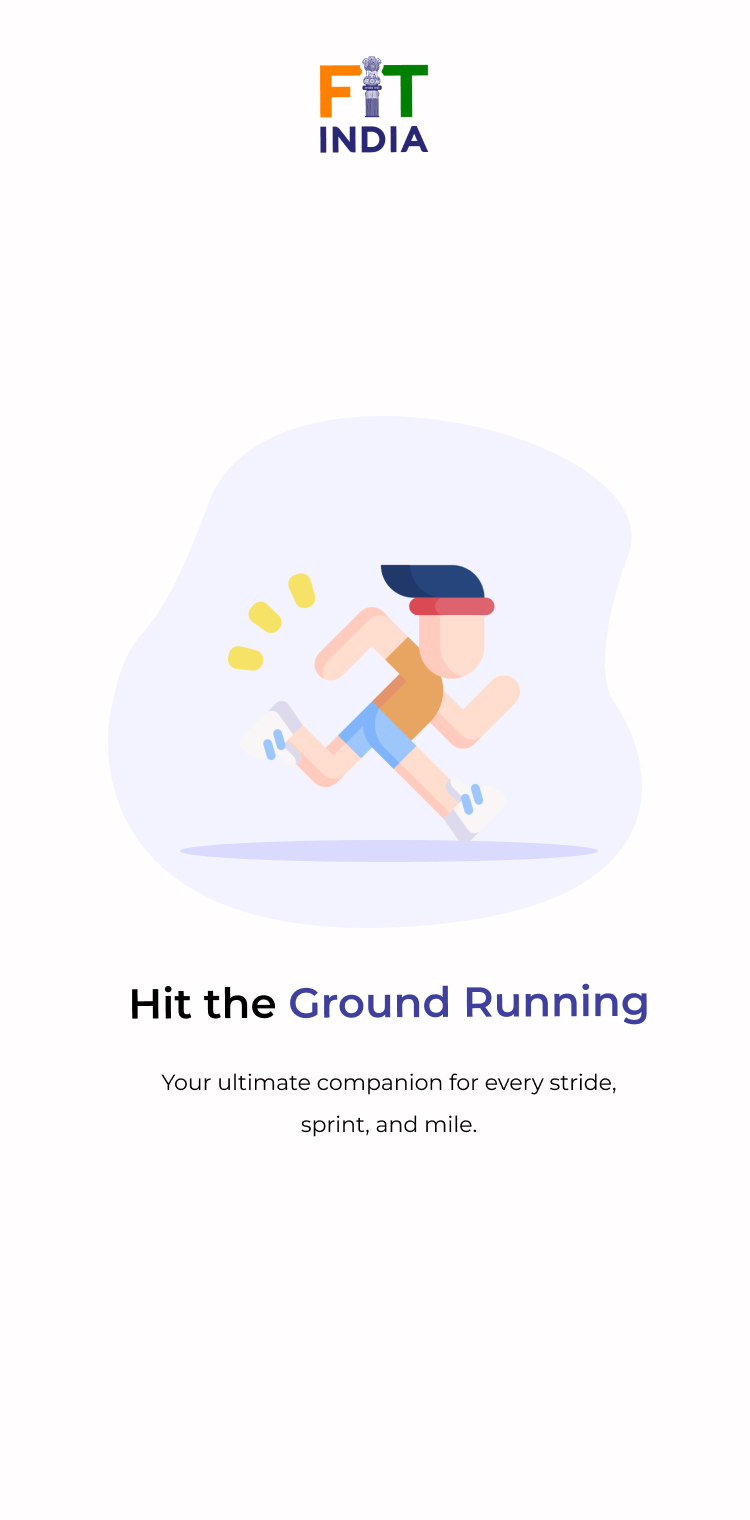 FiT
INDIA
Hit the Ground Running
Your ultimate companion for every stride,
sprint, and mile.